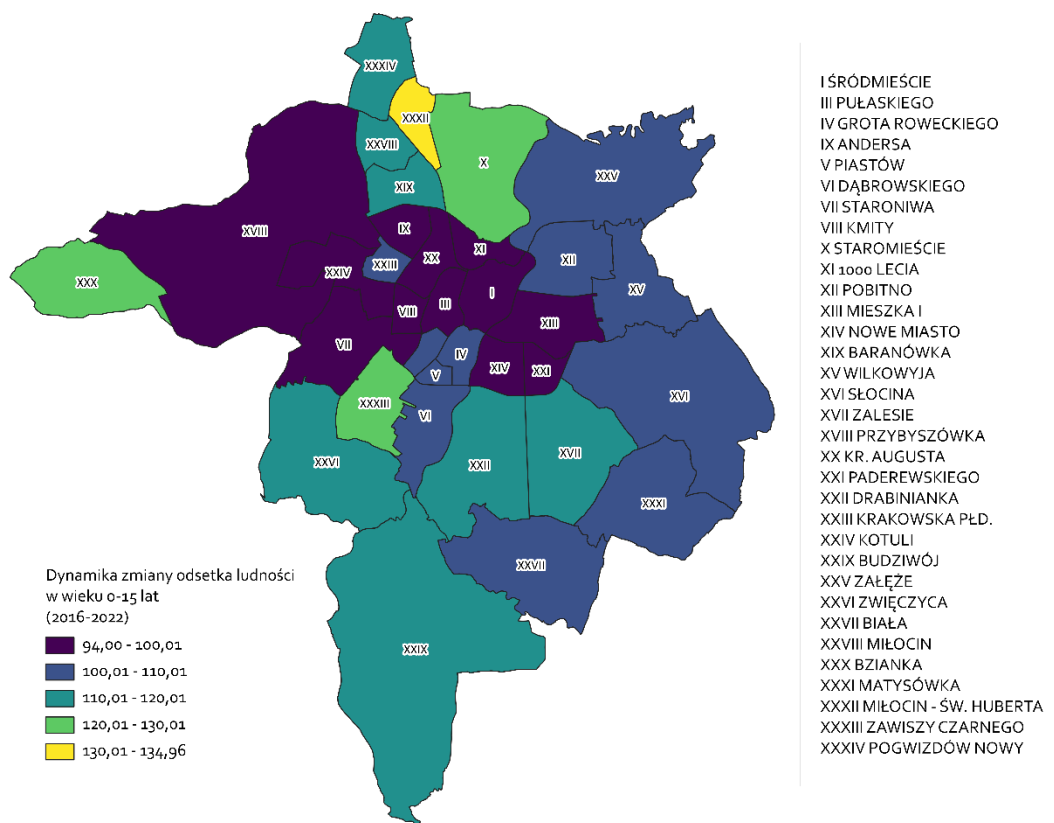 XXXIV
XXXII
XXVIII
X
XXV
XIX
IX
XVIII
XI
XX
XXIII
XII
XXIV
XXX
XV
I
III
VIII
XIII
VII
IV
V
XIV
XXI
XVI
XXXIII
VI
XXVI
XXII
XVII
XXXI
XXVII
XXIX
Dynamika zmiany odsetka ludności
w wieku 0-15 lat
(2016-2022)
94,00 - 100,01
100,01 - 110,01
110,01 - 120,01
120,01 - 130,01
130,01 - 134,96
I ŚRÓDMIEŚCIE
III PUŁASKIEGO
IV GROTA ROWECKIEGO
IX ANDERSA
V PIASTÓW
VI DĄBROWSKIEGO
VII STARONIWA
VIII KMITY
X STAROMIEŚCIE
XI 1000 LECIA
XII POBITNO
XIII MIESZKA I
XIV NOWE MIASTO
XIX BARANÓWKA
XV WILKOWYJA
XVI SŁOCINA
XVII ZALESIE
XVIII PRZYBYSZÓWKA
XX KR. AUGUSTA
XXI PADEREWSKIEGO
XXII DRABINIANKA
XXIII KRAKOWSKA PŁD.
XXIV KOTULI
XXIX BUDZIWÓJ
XXV ZAŁĘŻE
XXVI ZWIĘCZYCA
XXVII BIAŁA
XXVIII MIŁOCIN
XXX BZIANKA
XXXI MATYSÓWKA
XXXII MIŁOCIN - ŚW. HUBERTA
XXXIII ZAWISZY CZARNEGO
XXXIV POGWIZDÓW NOWY